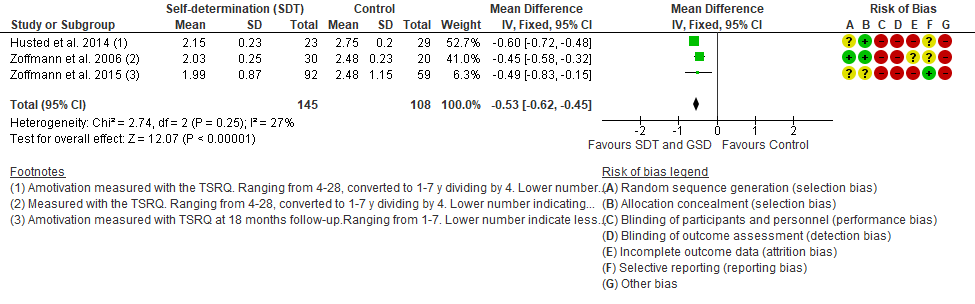 Self-determination (SDT) Control Mean Difference Mean Difference Risk of Bias
Study or Subgroup Mean SD Total Mean SD Total Weight IV, Fixed, 95% CI IV, Fixed, 95% CI A B C D E F G
Husted et al. 2014 (1) 2.15 0.23 23 2.75 0.2 29 52.7% -0.60 [-0.72, -0.48] ? + − − − ? −
Zoffmann et al. 2006 (2) 2.03 0.25 30 2.48 0.23 20 41.0% -0.45 [-0.58, -0.32] + + − − ? ? −
Zoffmann et al. 2015 (3) 1.99 0.87 92 2.48 1.15 59 6.3% -0.49 [-0.83, -0.15] ? ? − − − + −
Total (95% CI) 145 108 100.0% -0.53 [-0.62, -0.45]
Heterogeneity: Chi² = 2.74, df = 2 (P = 0.25); I² = 27%
Test for overall effect: Z = 12.07 (P < 0.00001)
-2 -1 0 1 2
Favours SDT and GSD Favours Control
Footnotes
(1) Amotivation measured with the TSRQ. Ranging from 4-28, converted to 1-7 y dividing by 4. Lower number...
(2) Measured with the TSRQ. Ranging from 4-28, converted to 1-7 y dividing by 4. Lower number indicating...
(3) Amotivation measured with TSRQ at 18 months follow-up.Ranging from 1-7. Lower number indicate less...
Risk of bias legend
(A) Random sequence generation (selection bias)
(B) Allocation concealment (selection bias)
(C) Blinding of participants and personnel (performance bias)
(D) Blinding of outcome assessment (detection bias)
(E) Incomplete outcome data (attrition bias)
(F) Selective reporting (reporting bias)
(G) Other bias